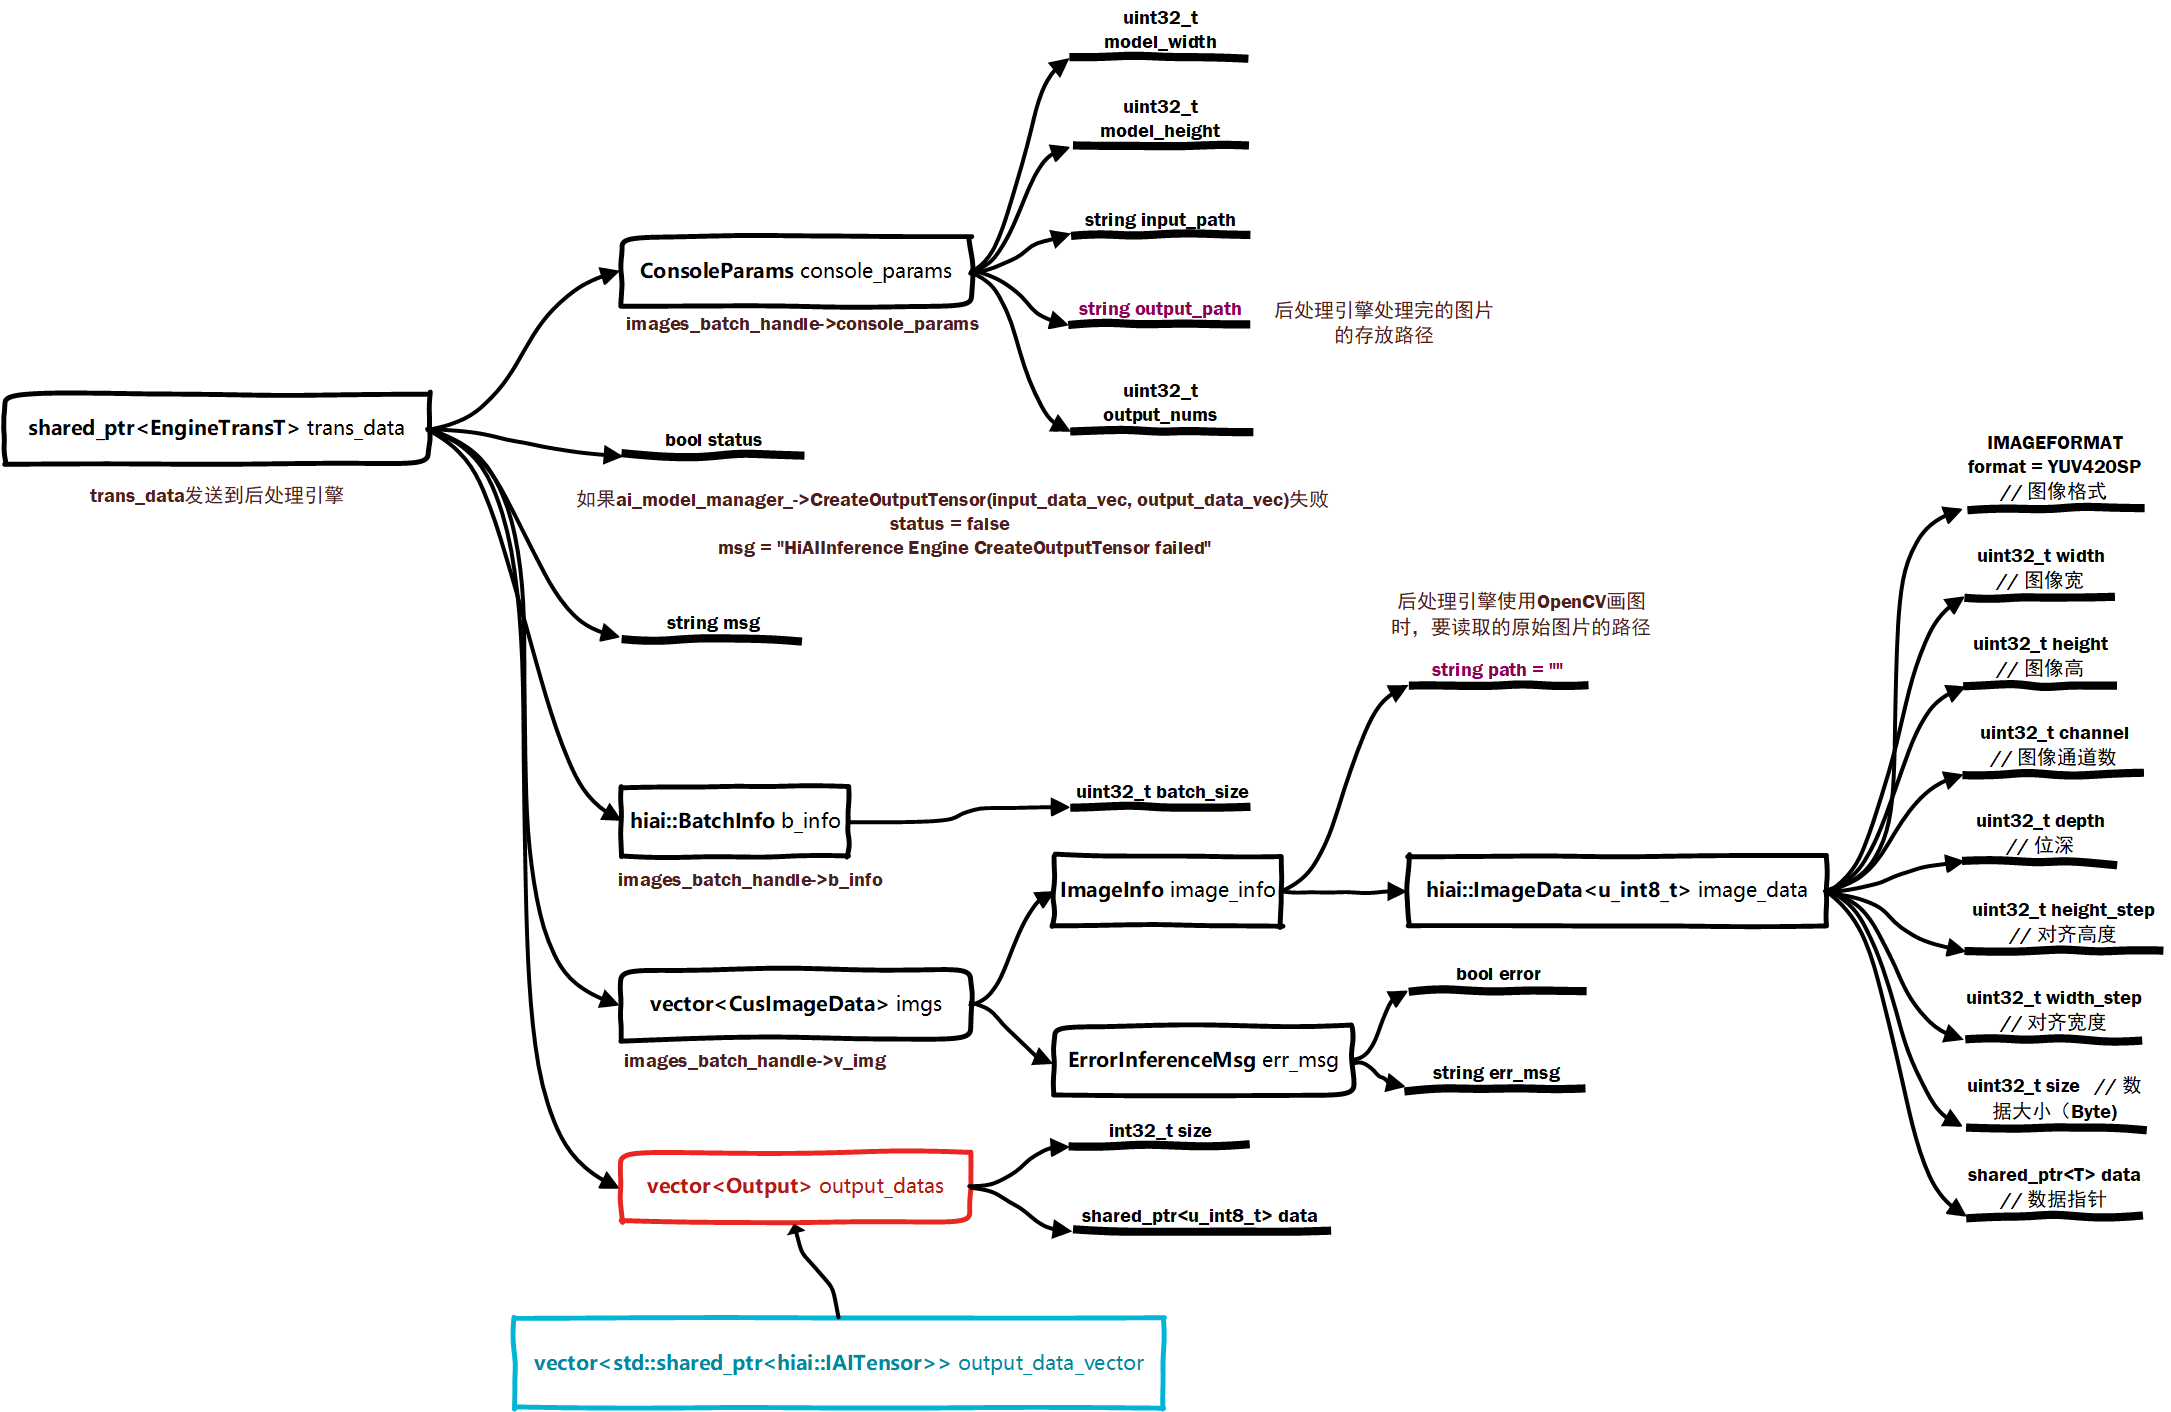 uint32_t
model_width
uint32_t
model_height
string input_path
ConsoleParams console_params
images_batch_handle->console_params
string output_path
后处理引擎处理完的图片
的存放路径
uint32_t
output_nums
shared_ptr<EngineTransT> trans_data
trans_data发送到后处理引擎
bool status
如果ai_model_manager_->CreateOutputTensor(input_data_vec, output_data_vec)失败
status = false
msg = "HiAIInference Engine CreateOutputTensor failed"
string msg
后处理引擎使用OpenCV画图
时，要读取的原始图片的路径
string path = ""
hiai::BatchInfo b_info
images_batch_handle->b_info
uint32_t batch_size
ImageInfo image_info
hiai::ImageData<u_int8_t> image_data
IMAGEFORMAT
format = YUV420SP
// 图像格式
uint32_t width
// 图像宽
uint32_t height
// 图像高
uint32_t channel
// 图像通道数
uint32_t depth
// 位深
uint32_t height_step
// 对齐高度
uint32_t width_step
// 对齐宽度
uint32_t size // 数
据大小（Byte)
shared_ptr<T> data
// 数据指针
vector<CusImageData> imgs
images_batch_handle->v_img
bool error
ErrorInferenceMsg err_msg
string err_msg
int32_t size
vector<Output> output_datas
shared_ptr<u_int8_t> data
vector<std::shared_ptr<hiai::IAITensor>> output_data_vector